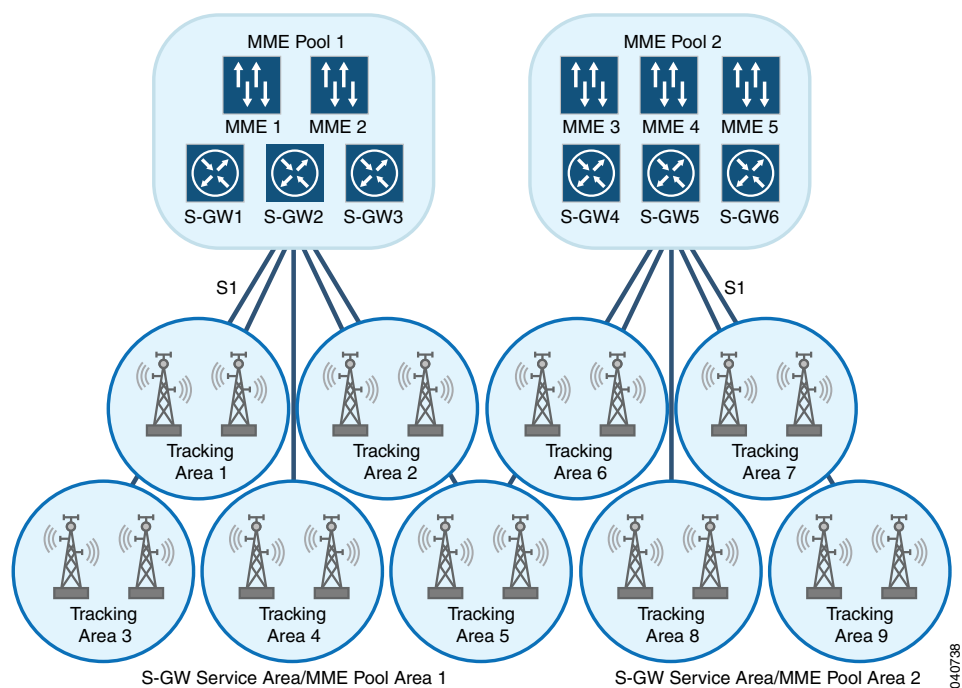 MME Pool 1
MME Pool 2
MME 1
MME 2
MME 3
MME 4
MME 5
S-GW1
S-GW2
S-GW3
S-GW4
S-GW5
S-GW6
S1
S1
Tracking
Area 1
Tracking
Area 2
Tracking
Area 6
Tracking
Area 7
Tracking
Area 3
Tracking
Area 4
Tracking
Area 5
Tracking
Area 8
Tracking
Area 9
S-GW Service Area/MME Pool Area 1
S-GW Service Area/MME Pool Area 2
040738